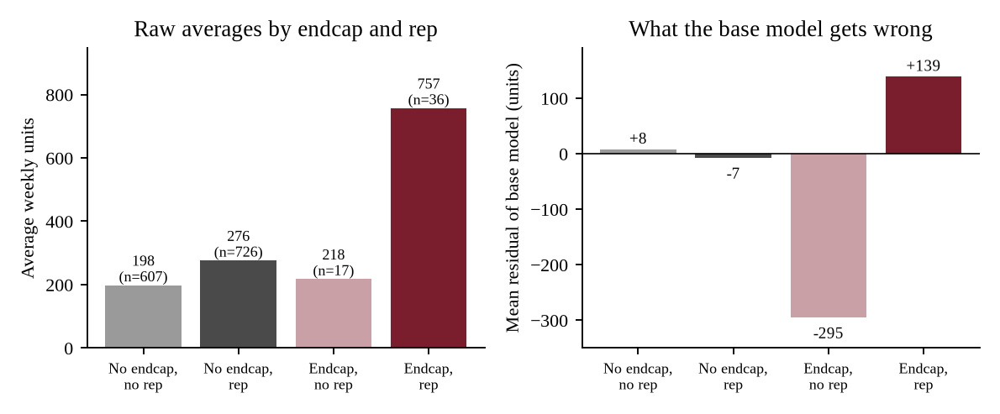 Raw averages by endcap and rep
Average weekly units
800
600
400
200
0
198
(n=607)
276
(n=726)
218
(n=17)
757
(n=36)
No endcap,
no rep
No endcap,
rep
Endcap,
no rep
Endcap,
rep
What the base model gets wrong
Mean residual of base model (units)
100
0
−100
−200
−300
+8
-7
-295
+139
No endcap,
no rep
No endcap,
rep
Endcap,
no rep
Endcap,
rep